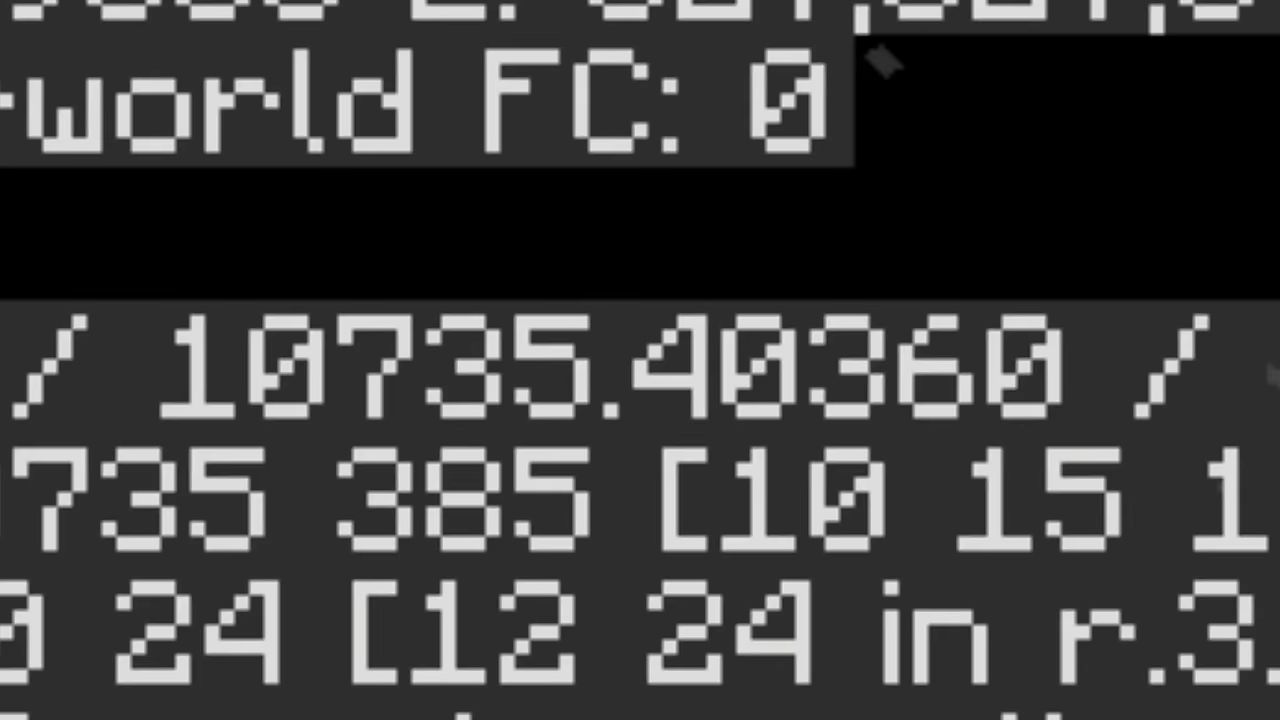 world FC: 0
/ 10735.40360 /
735 385 [10 15 1
24 [12 24 in r.3.